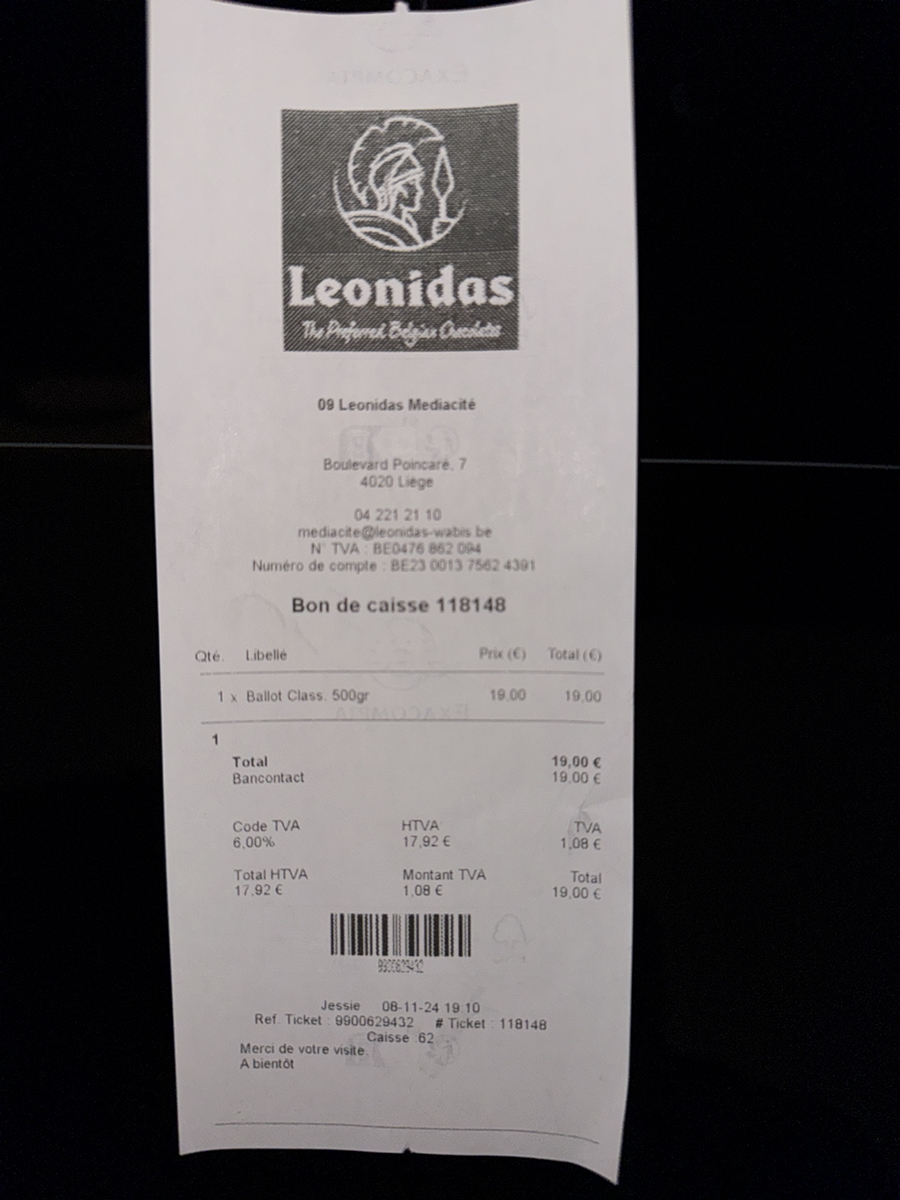 Leonidas
The Preferred Belgian Chocolates
09 Leonidas Mediacité
Boulevard Poincaré, 7
4020 Liège
04 221 21 10
mediacite@leonidas-wabis.be
N° TVA : BE0476 862 094
Numéro de compte : BE23 0013 7562 4391
Bon de caisse 118148
Qté. Libellé Prix (€) Total (€)
1 x Ballot Class. 500gr 19,00 19,00
1
Total 19,00 €
Bancontact 19,00 €
Code TVA HTVA TVA
6,00% 17,92 € 1,08 €
Total HTVA Montant TVA Total
17,92 € 1,08 € 19,00 €
9900629432
Jessie 08-11-24 19:10
Ref. Ticket : 9900629432 # Ticket : 118148
Caisse :62
Merci de votre visite.
A bientôt